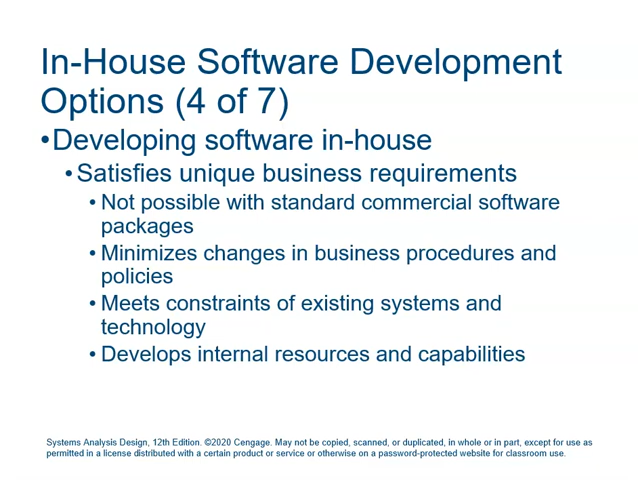 In-House Software Development
Options (4 of 7)
•Developing software in-house
•Satisfies unique business requirements
•Not possible with standard commercial software
packages
•Minimizes changes in business procedures and
policies
•Meets constraints of existing systems and
technology
•Develops internal resources and capabilities
Systems Analysis Design, 12th Edition. ©2020 Cengage. May not be copied, scanned, or duplicated, in whole or in part, except for use as
permitted in a license distributed with a certain product or service or otherwise on a password-protected website for classroom use.